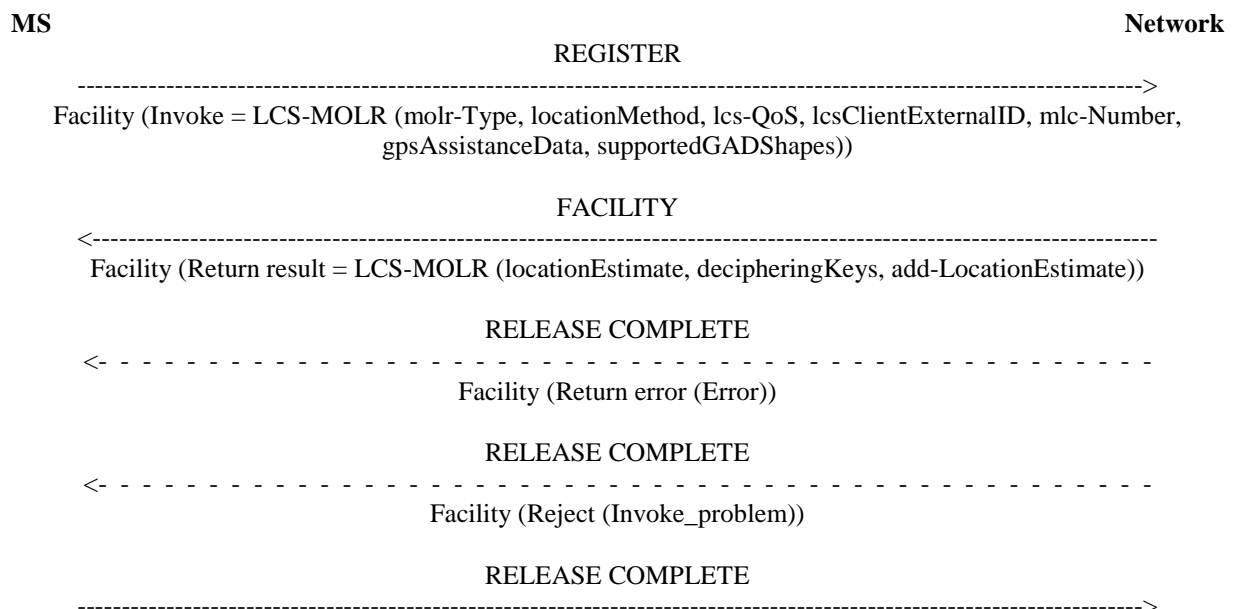 MS Network
REGISTER
------------------------------------------------------------------------------------------------------------------------>
Facility (Invoke = LCS-MOLR (molr-Type, locationMethod, lcs-QoS, lcsClientExternalID, mlc-Number,
gpsAssistanceData, supportedGADShapes))
FACILITY
<------------------------------------------------------------------------------------------------------------------------
Facility (Return result = LCS-MOLR (locationEstimate, decipheringKeys, add-LocationEstimate))
RELEASE COMPLETE
<- - - - - - - - - - - - - - - - - - - - - - - - - - - - - - - - - - - - - - - - -
Facility (Return error (Error))
RELEASE COMPLETE
<- - - - - - - - - - - - - - - - - - - - - - - - - - - - - - - - - - - - - - - - -
Facility (Reject (Invoke_problem))
RELEASE COMPLETE
------------------------------------------------------------------------------------------------------------------------>